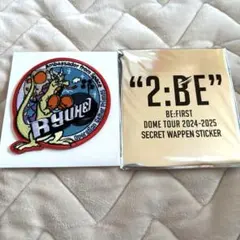 RYUHEI
"2:BE"
BE:FIRST
DOME TOUR 2024-2025
SECRET WAPPEN STICKER